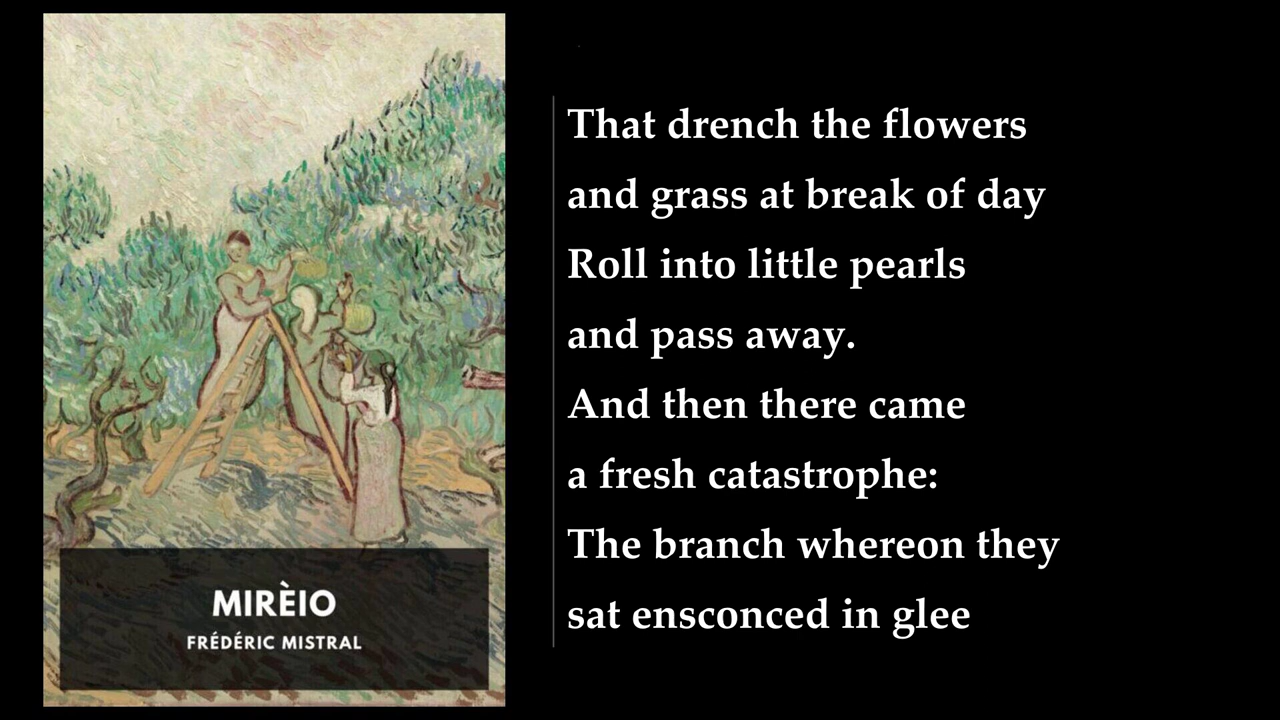 MIRÈIO
FRÉDÉRIC MISTRAL
That drench the flowers
and grass at break of day
Roll into little pearls
and pass away.
And then there came
a fresh catastrophe:
The branch whereon they
sat ensconced in glee